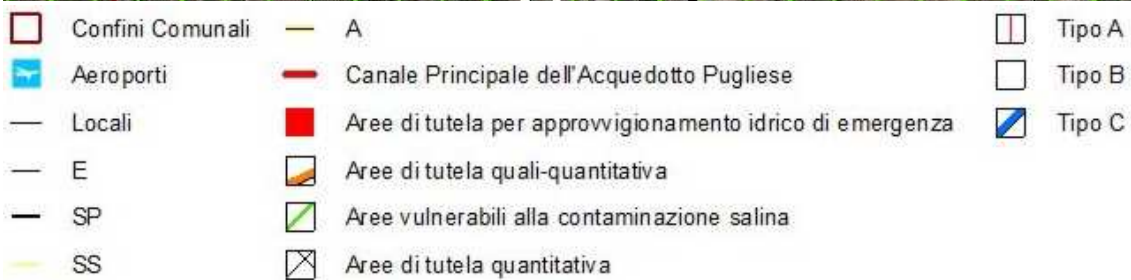 Confini Comunali
Aeroporti
Locali
E
SP
SS
A
Canale Principale dell'Acquedotto Pugliese
Aree di tutela per approvvigionamento idrico di emergenza
Aree di tutela quali-quantitativa
Aree vulnerabili alla contaminazione salina
Aree di tutela quantitativa
Tipo A
Tipo B
Tipo C